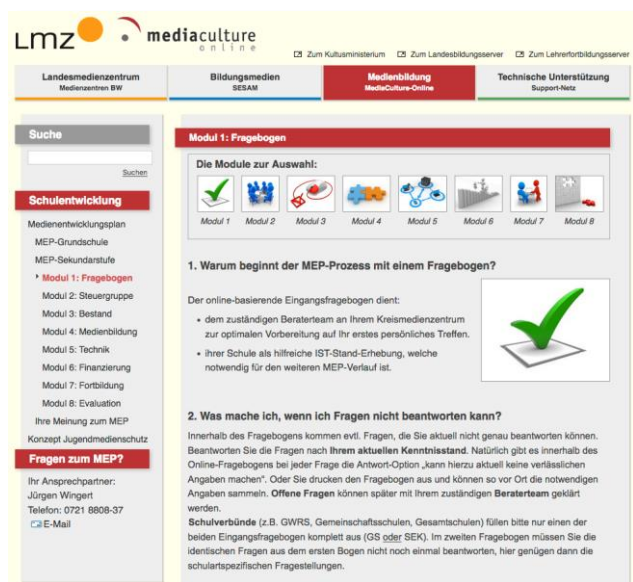 LMZ
mediaculture
online
Zum Kultusministerium Zum Landesbildungsserver Zum Lehrerfortbildungsserver
Landesmedienzentrum
Medienzentren BW
Bildungsmedien
SESAM
Medienbildung
MediaCulture-Online
Technische Unterstützung
Support-Netz
Suche
Suchen
Schulentwicklung
Medienentwicklungsplan
MEP-Grundschule
MEP-Sekundarstufe
Modul 1: Fragebogen
Modul 2: Steuergruppe
Modul 3: Bestand
Modul 4: Medienbildung
Modul 5: Technik
Modul 6: Finanzierung
Modul 7: Fortbildung
Modul 8: Evaluation
Ihre Meinung zum MEP
Konzept Jugendmedienschutz
Fragen zum MEP?
Ihr Ansprechpartner:
Jürgen Wingert
Telefon: 0721 8808-37
E-Mail
Modul 1: Fragebogen
Die Module zur Auswahl:
Modul 1 Modul 2 Modul 3 Modul 4 Modul 5 Modul 6 Modul 7 Modul 8
1. Warum beginnt der MEP-Prozess mit einem Fragebogen?
Der online-basierende Eingangsfragebogen dient:
• dem zuständigen Beraterteam an Ihrem Kreismedienzentrum
zur optimalen Vorbereitung auf Ihr erstes persönliches Treffen.
• ihrer Schule als hilfreiche IST-Stand-Erhebung, welche
notwendig für den weiteren MEP-Verlauf ist.
2. Was mache ich, wenn ich Fragen nicht beantworten kann?
Innerhalb des Fragebogens kommen evtl. Fragen, die Sie aktuell nicht genau beantworten können.
Beantworten Sie die Fragen nach Ihrem aktuellen Kenntnisstand. Natürlich gibt es innerhalb des
Online-Fragebogens bei jeder Frage die Antwort-Option „kann hierzu aktuell keine verlässlichen
Angaben machen". Oder Sie drucken den Fragebogen aus und können so vor Ort die notwendigen
Angaben sammeln. Offene Fragen können später mit Ihrem zuständigen Beraterteam geklärt
werden.
Schulverbünde (z.B. GWRS, Gemeinschaftsschulen, Gesamtschulen) füllen bitte nur einen der
beiden Eingangsfragebogen komplett aus (GS oder SEK). Im zweiten Fragebogen müssen Sie die
identischen Fragen aus dem ersten Bogen nicht noch einmal beantworten, hier genügen dann die
schulartspezifischen Fragestellungen.